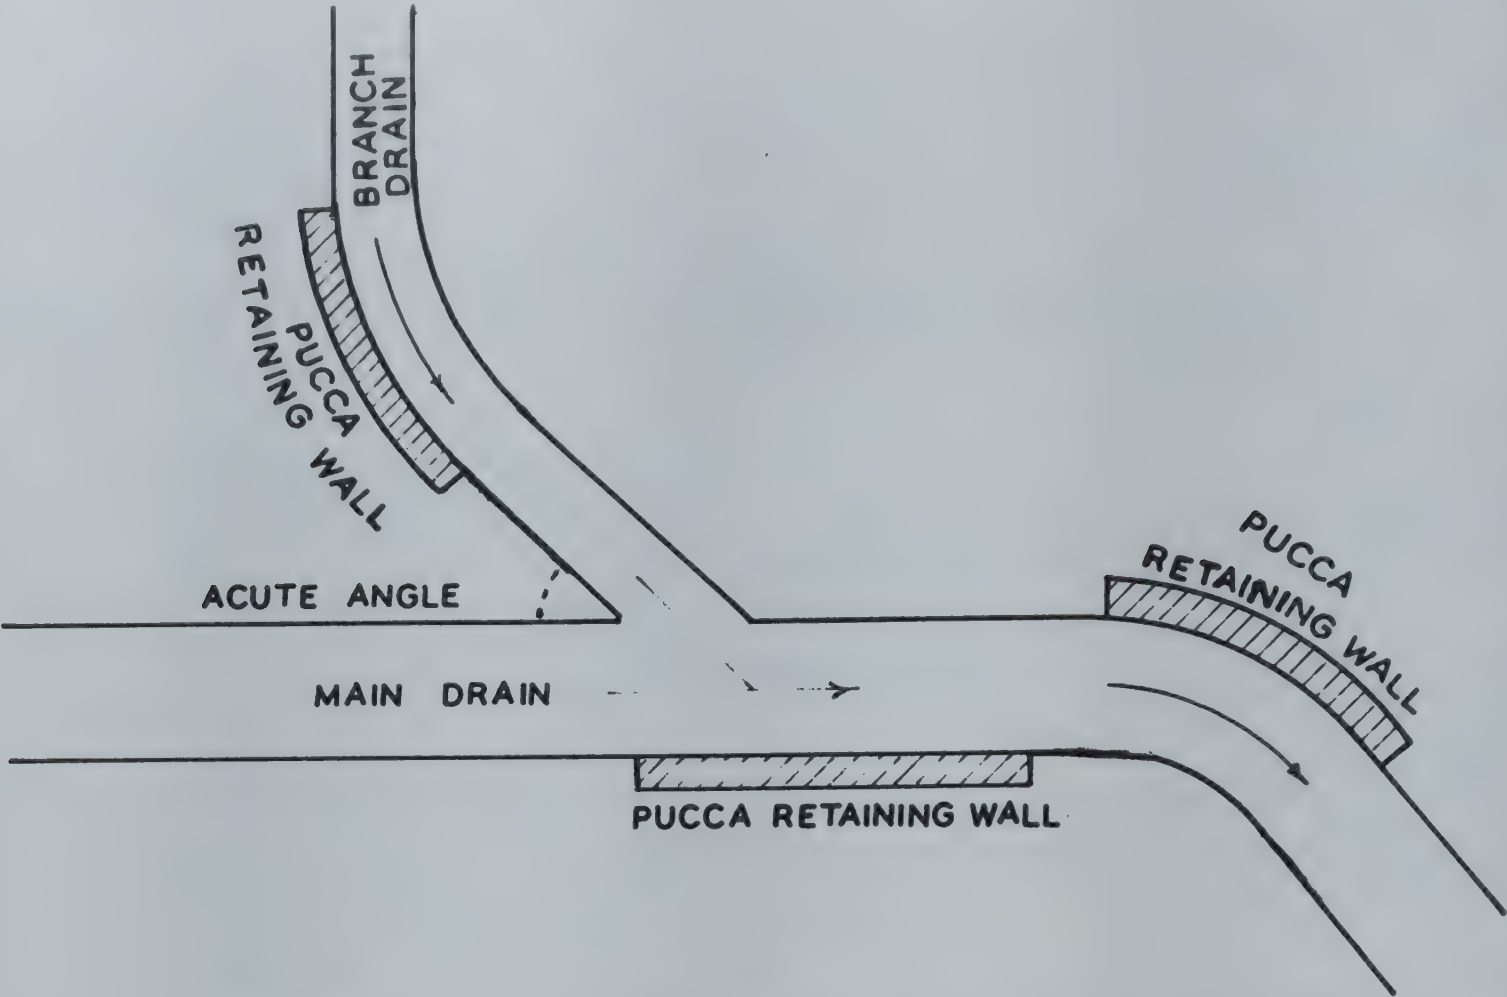 BRANCH
DRAIN
PUCCA
RETAINING WALL
ACUTE ANGLE
MAIN DRAIN
PUCCA
RETAINING WALL
PUCCA RETAINING WALL